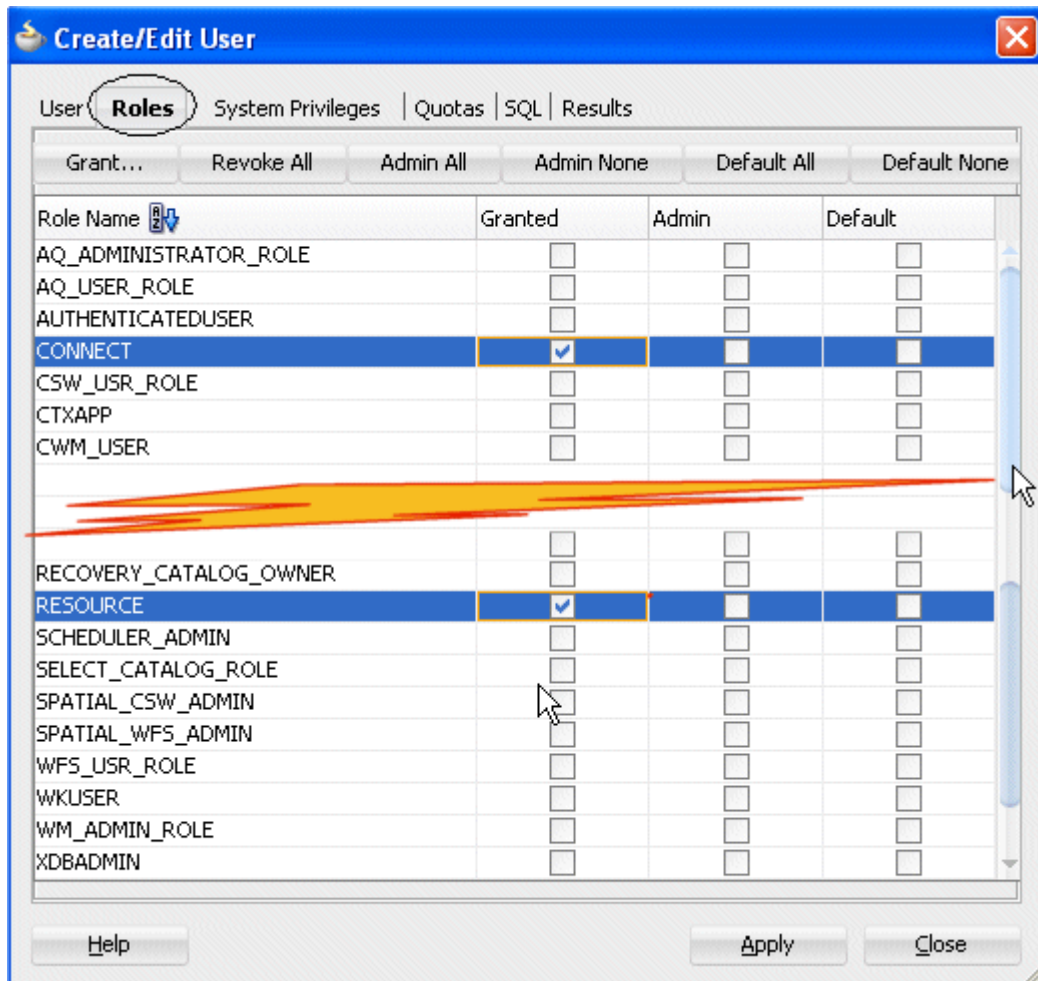 Create/Edit User
User Roles System Privileges Quotas SQL Results
Grant... Revoke All Admin All Admin None Default All Default None
Role Name Granted Admin Default
AQ_ADMINISTRATOR_ROLE
AQ_USER_ROLE
AUTHENTICATEDUSER
CONNECT
CSW_USR_ROLE
CTXAPP
CWM_USER
RECOVERY_CATALOG_OWNER
RESOURCE
SCHEDULER_ADMIN
SELECT_CATALOG_ROLE
SPATIAL_CSW_ADMIN
SPATIAL_WFS_ADMIN
WFS_USR_ROLE
WKUSER
WM_ADMIN_ROLE
XDBADMIN
Help Apply Close